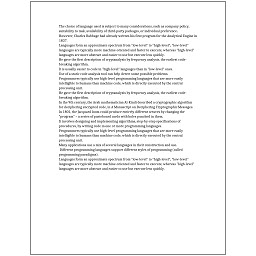 The choice of language used is subject to many considerations, such as company policy,
suitability to task, availability of third-party packages, or individual preference.
However, Charles Babbage had already written his first program for the Analytical Engine in
1837.
Languages form an approximate spectrum from "low-level" to "high-level"; "low-level"
languages are typically more machine-oriented and faster to execute, whereas "high-level"
languages are more abstract and easier to use but execute less quickly.
He gave the first description of cryptanalysis by frequency analysis, the earliest code-
breaking algorithm.
It is usually easier to code in "high-level" languages than in "low-level" ones.
Use of a static code analysis tool can help detect some possible problems.
Programmers typically use high-level programming languages that are more easily
intelligible to humans than machine code, which is directly executed by the central
processing unit.
He gave the first description of cryptanalysis by frequency analysis, the earliest code-
breaking algorithm.
In the 9th century, the Arab mathematician Al-Kindi described a cryptographic algorithm
for deciphering encrypted code, in A Manuscript on Deciphering Cryptographic Messages.
In 1801, the Jacquard loom could produce entirely different weaves by changing the
"program" – a series of pasteboard cards with holes punched in them.
It involves designing and implementing algorithms, step-by-step specifications of
procedures, by writing code in one or more programming languages.
Programmers typically use high-level programming languages that are more easily
intelligible to humans than machine code, which is directly executed by the central
processing unit.
Many applications use a mix of several languages in their construction and use.
Different programming languages support different styles of programming (called
programming paradigms).
Languages form an approximate spectrum from "low-level" to "high-level"; "low-level"
languages are typically more machine-oriented and faster to execute, whereas "high-level"
languages are more abstract and easier to use but execute less quickly.